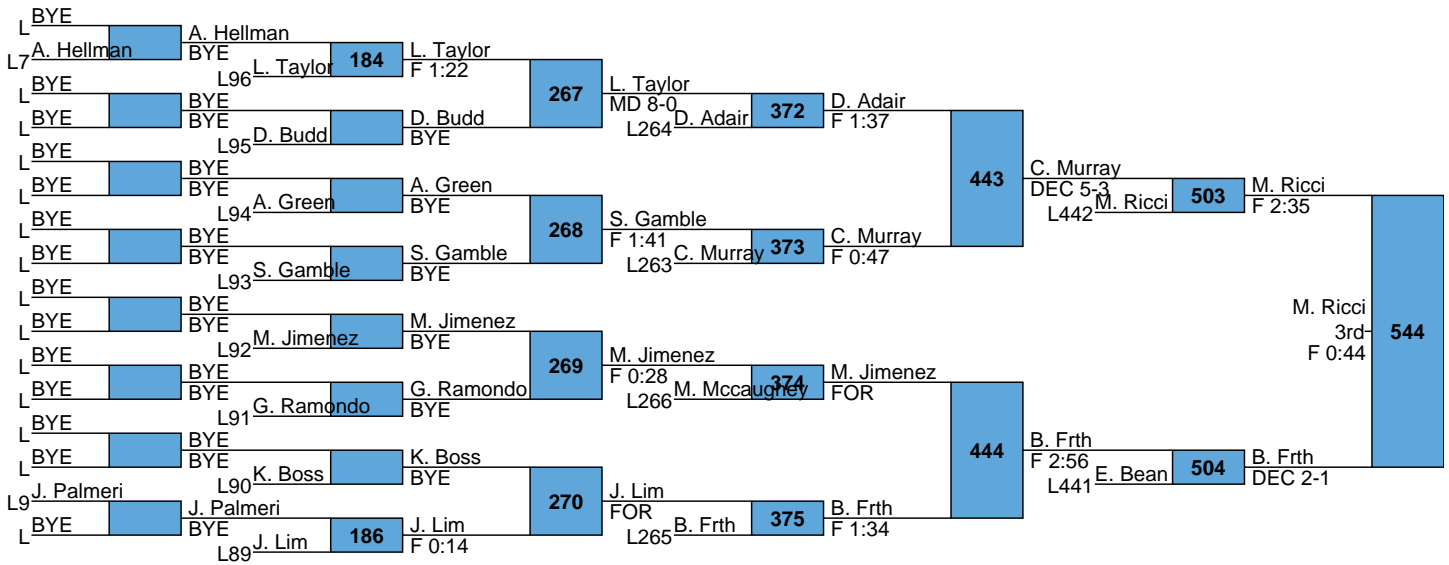 BYE
L
A. Hellman
L7
A. Hellman
BYE
L. Taylor
L96
184
L. Taylor
F 1:22
BYE
L
BYE
L
BYE
BYE
D. Budd
L95
D. Budd
BYE
267
L. Taylor
MD 8-0
D. Adair
L264
372
D. Adair
F 1:37
BYE
L
BYE
L
BYE
BYE
A. Green
L94
A. Green
BYE
BYE
L
BYE
L
BYE
BYE
S. Gamble
L93
S. Gamble
BYE
268
S. Gamble
F 1:41
C. Murray
L263
373
C. Murray
F 0:47
443
C. Murray
DEC 5-3
M. Ricci
L442
503
M. Ricci
F 2:35
BYE
L
BYE
L
BYE
BYE
M. Jimenez
L92
M. Jimenez
BYE
BYE
L
BYE
L
BYE
BYE
G. Ramondo
L91
G. Ramondo
BYE
269
M. Jimenez
F 0:28
M. Mccaughey
L266
374
M. Jimenez
FOR
BYE
L
BYE
L
BYE
BYE
K. Boss
L90
K. Boss
BYE
J. Palmeri
L9
BYE
L
J. Palmeri
BYE
J. Lim
L89
186
J. Lim
F 0:14
270
J. Lim
FOR
B. Frth
L265
375
B. Frth
F 1:34
444
B. Frth
F 2:56
E. Bean
L441
504
B. Frth
DEC 2-1
M. Ricci
3rd
F 0:44
544